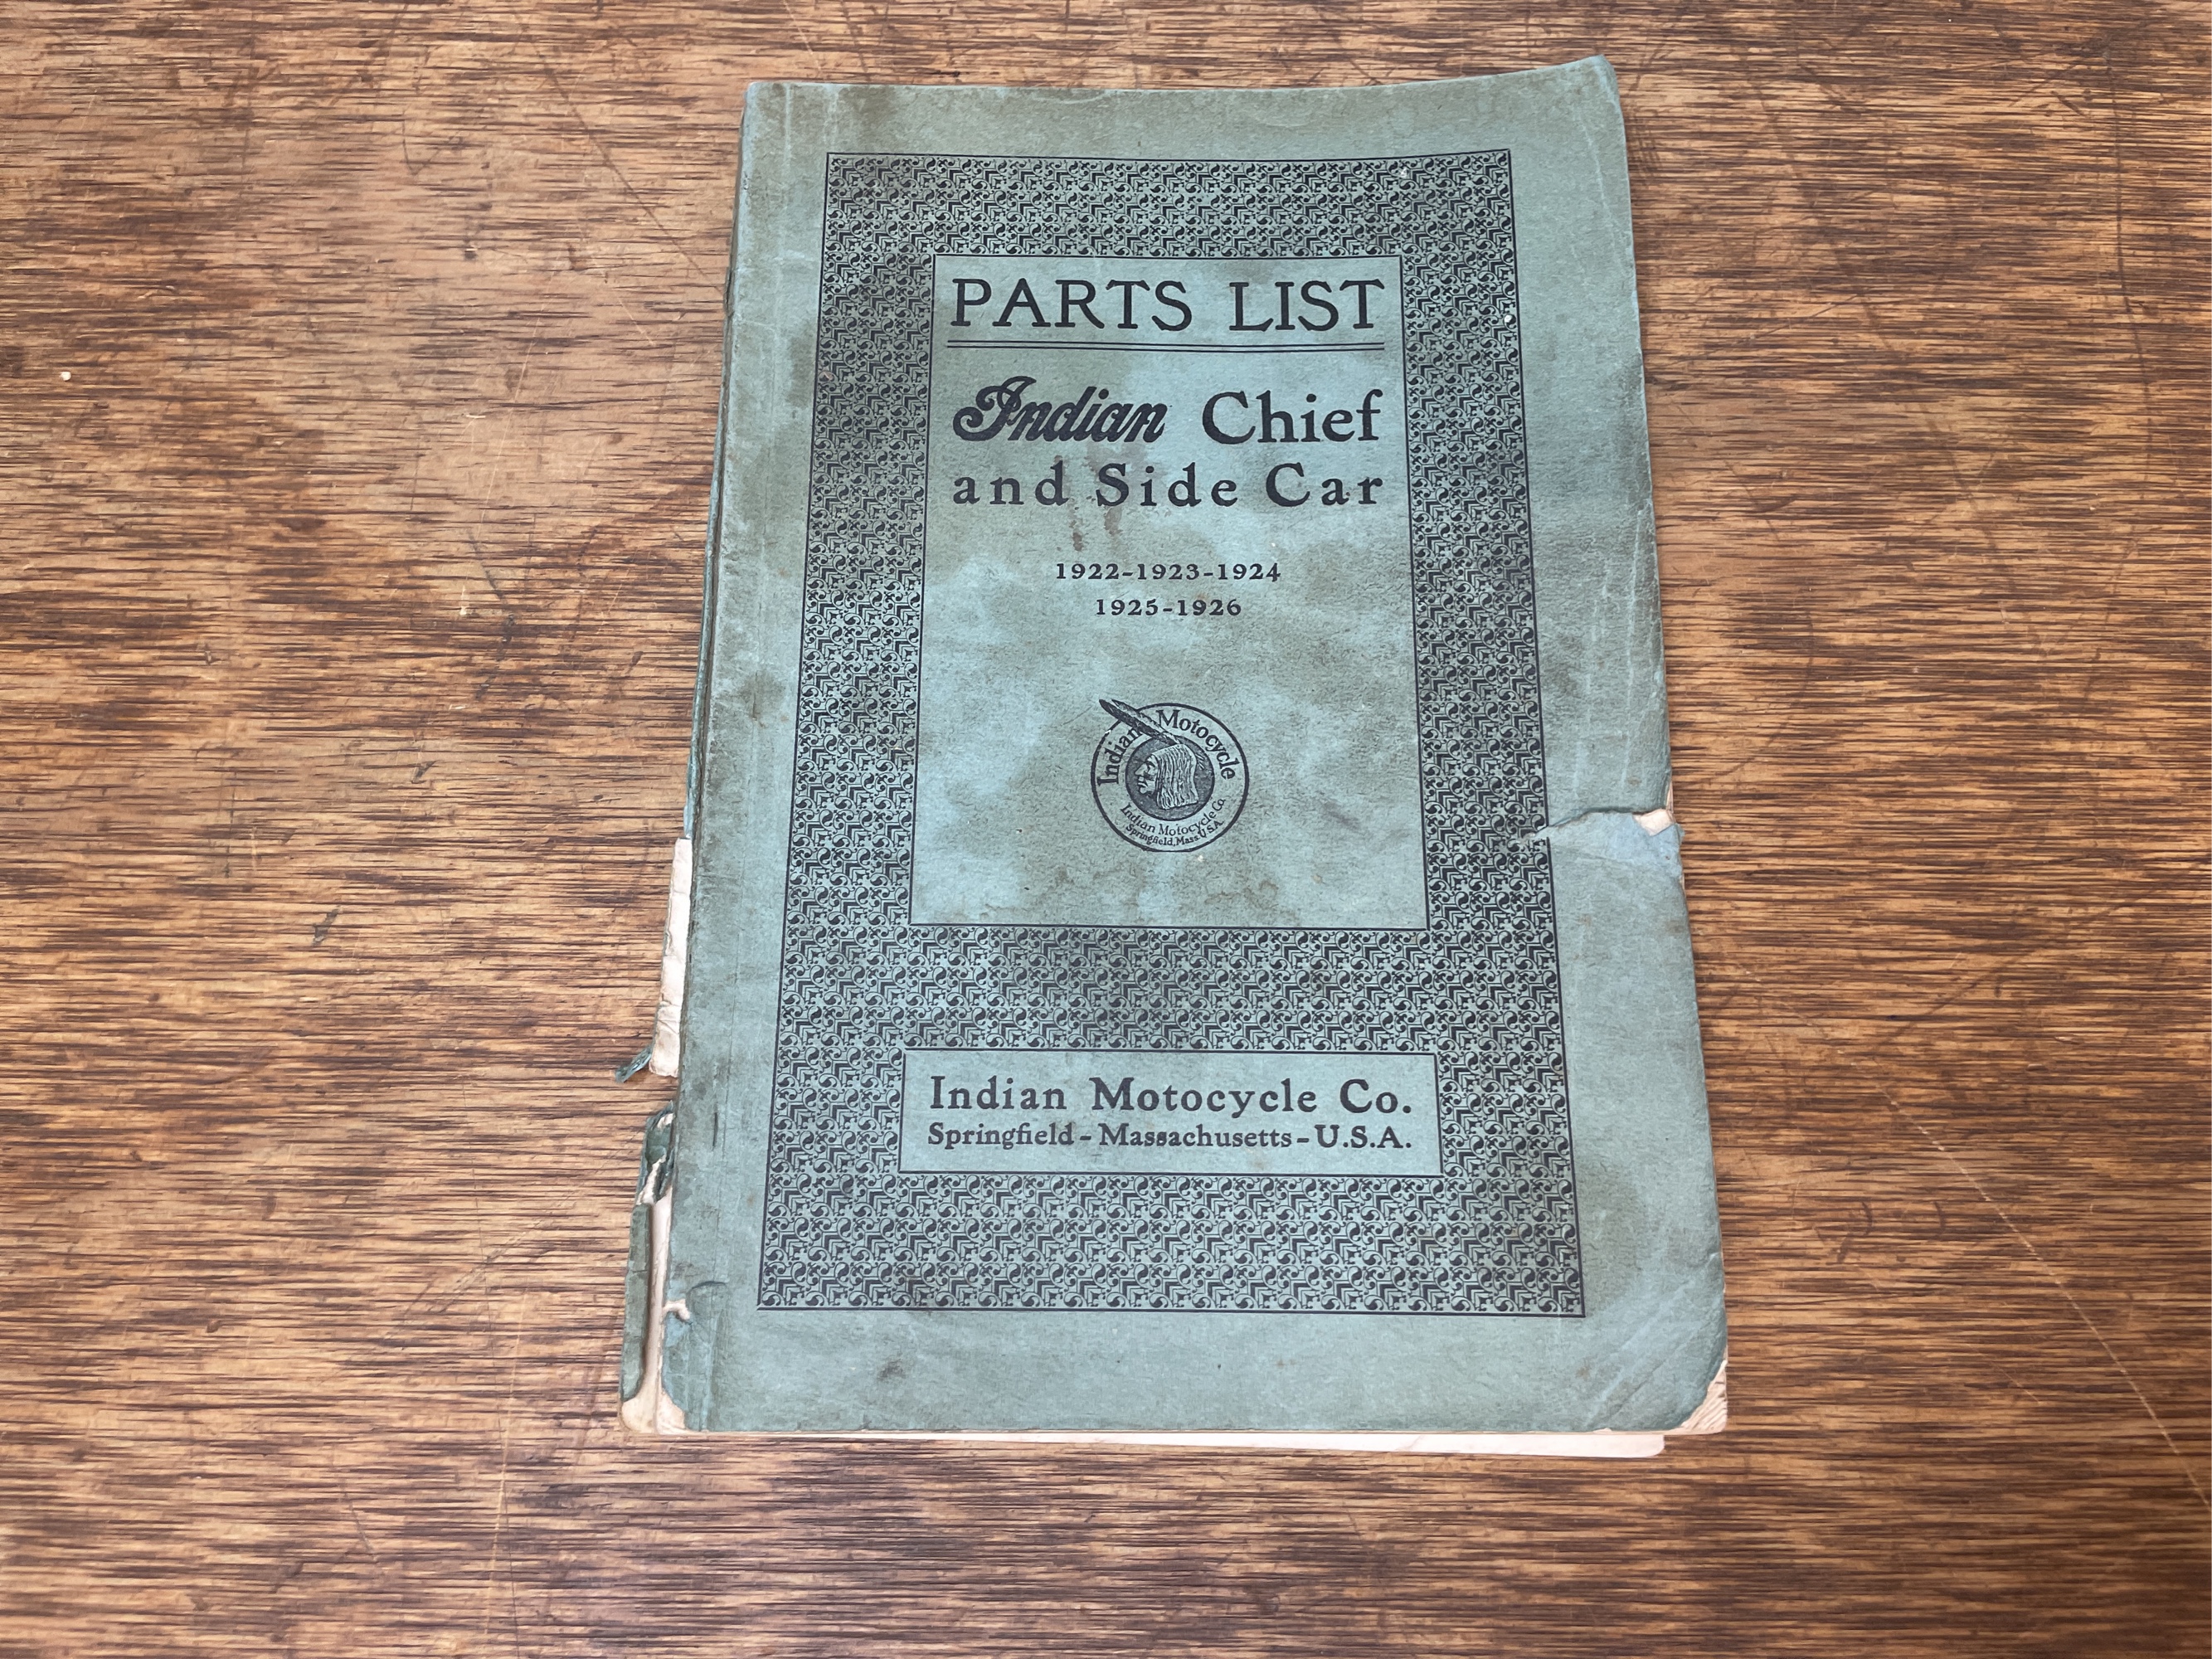 PARTS LIST
Indian Chief
and Side Car
1922-1923-1924
1925-1926
Indian Motocycle
Indian Motocycle Co.
Springfield, Mass. U.S.A.
Indian Motocycle Co.
Springfield - Massachusetts - U.S.A.